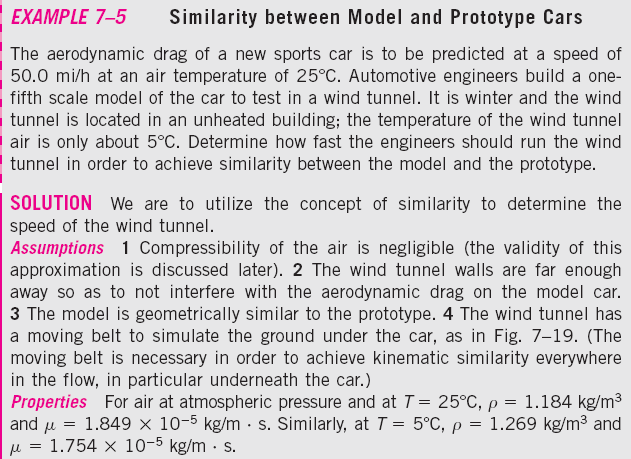 EXAMPLE 7–5 Similarity between Model and Prototype Cars
The aerodynamic drag of a new sports car is to be predicted at a speed of
50.0 mi/h at an air temperature of 25°C. Automotive engineers build a one-
fifth scale model of the car to test in a wind tunnel. It is winter and the wind
tunnel is located in an unheated building; the temperature of the wind tunnel
air is only about 5°C. Determine how fast the engineers should run the wind
tunnel in order to achieve similarity between the model and the prototype.
SOLUTION We are to utilize the concept of similarity to determine the
speed of the wind tunnel.
Assumptions 1 Compressibility of the air is negligible (the validity of this
approximation is discussed later). 2 The wind tunnel walls are far enough
away so as to not interfere with the aerodynamic drag on the model car.
3 The model is geometrically similar to the prototype. 4 The wind tunnel has
a moving belt to simulate the ground under the car, as in Fig. 7–19. (The
moving belt is necessary in order to achieve kinematic similarity everywhere
in the flow, in particular underneath the car.)
Properties For air at atmospheric pressure and at T = 25°C, ρ = 1.184 kg/m³
and μ = 1.849 × 10⁻⁵ kg/m · s. Similarly, at T = 5°C, ρ = 1.269 kg/m³ and
μ = 1.754 × 10⁻⁵ kg/m · s.